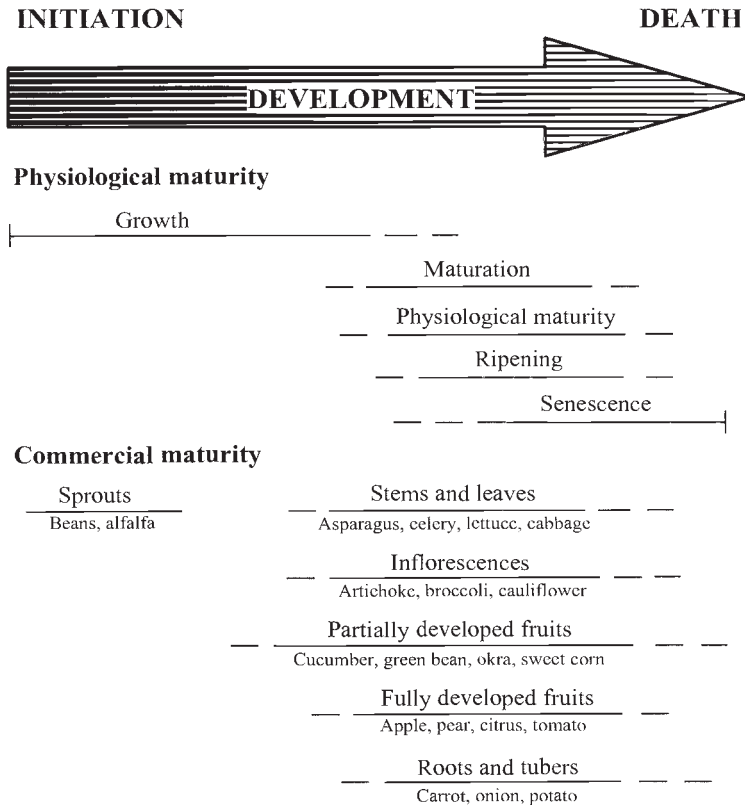 INITIATION DEATH
DEVELOPMENT
Physiological maturity
Growth
Maturation
Physiological maturity
Ripening
Senescence
Commercial maturity
Sprouts
Beans, alfalfa
Stems and leaves
Asparagus, celery, lettuce, cabbage
Inflorescences
Artichoke, broccoli, cauliflower
Partially developed fruits
Cucumber, green bean, okra, sweet corn
Fully developed fruits
Apple, pear, citrus, tomato
Roots and tubers
Carrot, onion, potato